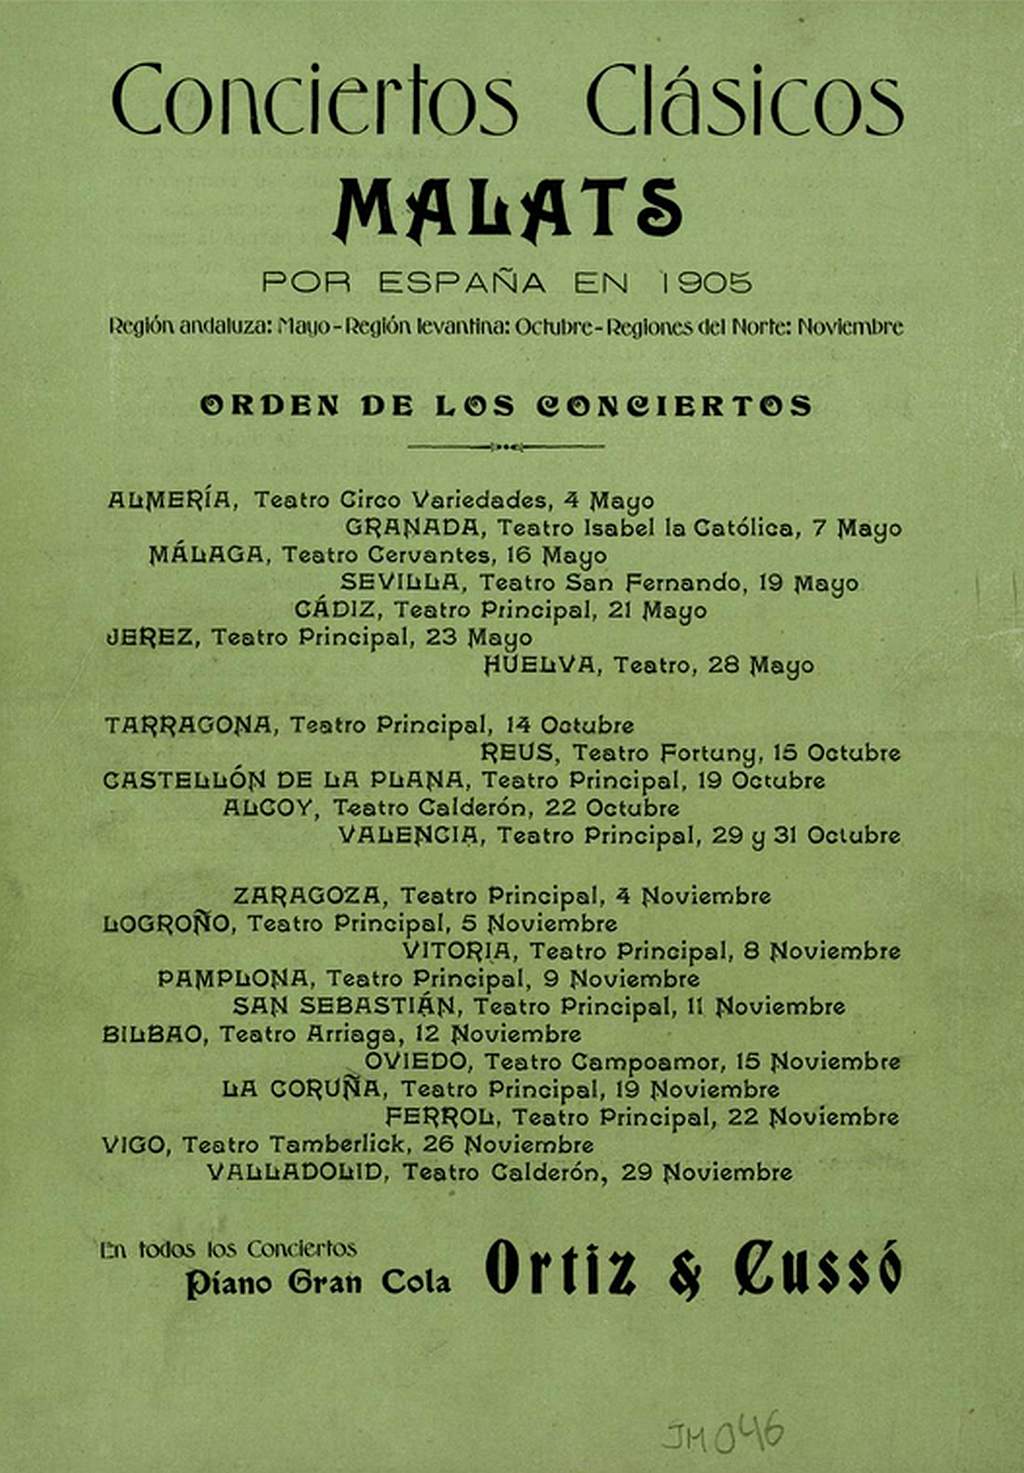 Conciertos Clásicos
MALATS
POR ESPAÑA EN 1905
Región andaluza: Mayo - Región levantina: Octubre - Regiones del Norte: Noviembre
ORDEN DE LOS CONCIERTOS
ALMERÍA, Teatro Circo Variedades, 4 Mayo
GRANADA, Teatro Isabel la Católica, 7 Mayo
MÁLAGA, Teatro Cervantes, 16 Mayo
SEVILLA, Teatro San Fernando, 19 Mayo
CÁDIZ, Teatro Principal, 21 Mayo
JEREZ, Teatro Principal, 23 Mayo
HUELVA, Teatro, 28 Mayo
TARRAGONA, Teatro Principal, 14 Octubre
REUS, Teatro Fortuny, 15 Octubre
CASTELLÓN DE LA PLANA, Teatro Principal, 19 Octubre
ALCOY, Teatro Calderón, 22 Octubre
VALENCIA, Teatro Principal, 29 y 31 Octubre
ZARAGOZA, Teatro Principal, 4 Noviembre
LOGROÑO, Teatro Principal, 5 Noviembre
VITORIA, Teatro Principal, 8 Noviembre
PAMPLONA, Teatro Principal, 9 Noviembre
SAN SEBASTIÁN, Teatro Principal, 11 Noviembre
BILBAO, Teatro Arriaga, 12 Noviembre
OVIEDO, Teatro Campoamor, 15 Noviembre
LA CORUÑA, Teatro Principal, 19 Noviembre
FERROL, Teatro Principal, 22 Noviembre
VIGO, Teatro Tamberlick, 26 Noviembre
VALLADOLID, Teatro Calderón, 29 Noviembre
En todos los Conciertos
Piano Gran Cola Ortiz & Cussó
JM 046